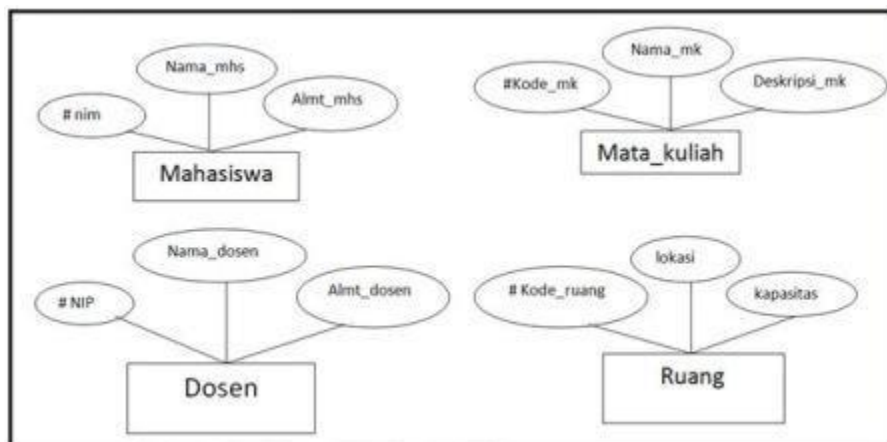 Nama_mhs
# nim
Almt_mhs
Mahasiswa
Nama_mk
#Kode_mk
Deskripsi_mk
Mata_kuliah
Nama_dosen
# NIP
Almt_dosen
Dosen
lokasi
# Kode_ruang
kapasitas
Ruang